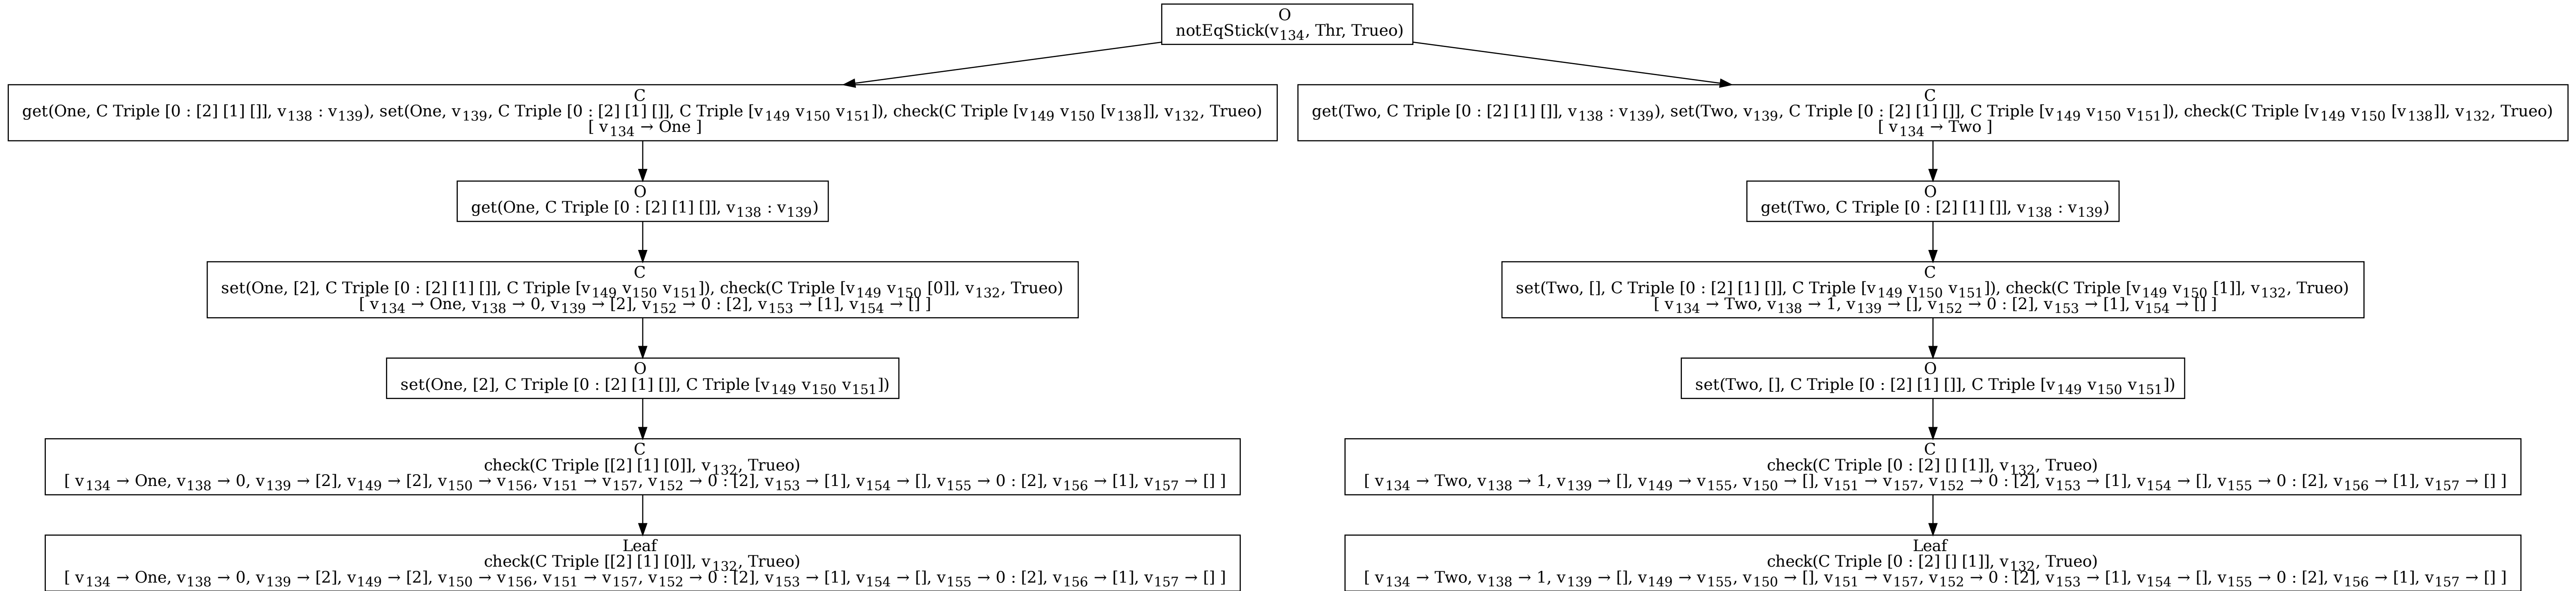 O
notEqStick(v134, Thr, Trueo)
C
get(One, C Triple [0 : [2] [1] []], v138 : v139), set(One, v139, C Triple [0 : [2] [1] []], C Triple [v149 v150 v151]), check(C Triple [v149 v150 [v138]], v132, Trueo)
[ v134 → One ]
C
get(Two, C Triple [0 : [2] [1] []], v138 : v139), set(Two, v139, C Triple [0 : [2] [1] []], C Triple [v149 v150 v151]), check(C Triple [v149 v150 [v138]], v132, Trueo)
[ v134 → Two ]
O
get(One, C Triple [0 : [2] [1] []], v138 : v139)
O
get(Two, C Triple [0 : [2] [1] []], v138 : v139)
C
set(One, [2], C Triple [0 : [2] [1] []], C Triple [v149 v150 v151]), check(C Triple [v149 v150 [0]], v132, Trueo)
[ v134 → One, v138 → 0, v139 → [2], v152 → 0 : [2], v153 → [1], v154 → [] ]
C
set(Two, [], C Triple [0 : [2] [1] []], C Triple [v149 v150 v151]), check(C Triple [v149 v150 [1]], v132, Trueo)
[ v134 → Two, v138 → 1, v139 → [], v152 → 0 : [2], v153 → [1], v154 → [] ]
O
set(One, [2], C Triple [0 : [2] [1] []], C Triple [v149 v150 v151])
O
set(Two, [], C Triple [0 : [2] [1] []], C Triple [v149 v150 v151])
C
check(C Triple [[2] [1] [0]], v132, Trueo)
[ v134 → One, v138 → 0, v139 → [2], v149 → [2], v150 → v156, v151 → v157, v152 → 0 : [2], v153 → [1], v154 → [], v155 → 0 : [2], v156 → [1], v157 → [] ]
C
check(C Triple [0 : [2] [] [1]], v132, Trueo)
[ v134 → Two, v138 → 1, v139 → [], v149 → v155, v150 → [], v151 → v157, v152 → 0 : [2], v153 → [1], v154 → [], v155 → 0 : [2], v156 → [1], v157 → [] ]
Leaf
check(C Triple [[2] [1] [0]], v132, Trueo)
[ v134 → One, v138 → 0, v139 → [2], v149 → [2], v150 → v156, v151 → v157, v152 → 0 : [2], v153 → [1], v154 → [], v155 → 0 : [2], v156 → [1], v157 → [] ]
Leaf
check(C Triple [0 : [2] [] [1]], v132, Trueo)
[ v134 → Two, v138 → 1, v139 → [], v149 → v155, v150 → [], v151 → v157, v152 → 0 : [2], v153 → [1], v154 → [], v155 → 0 : [2], v156 → [1], v157 → [] ]